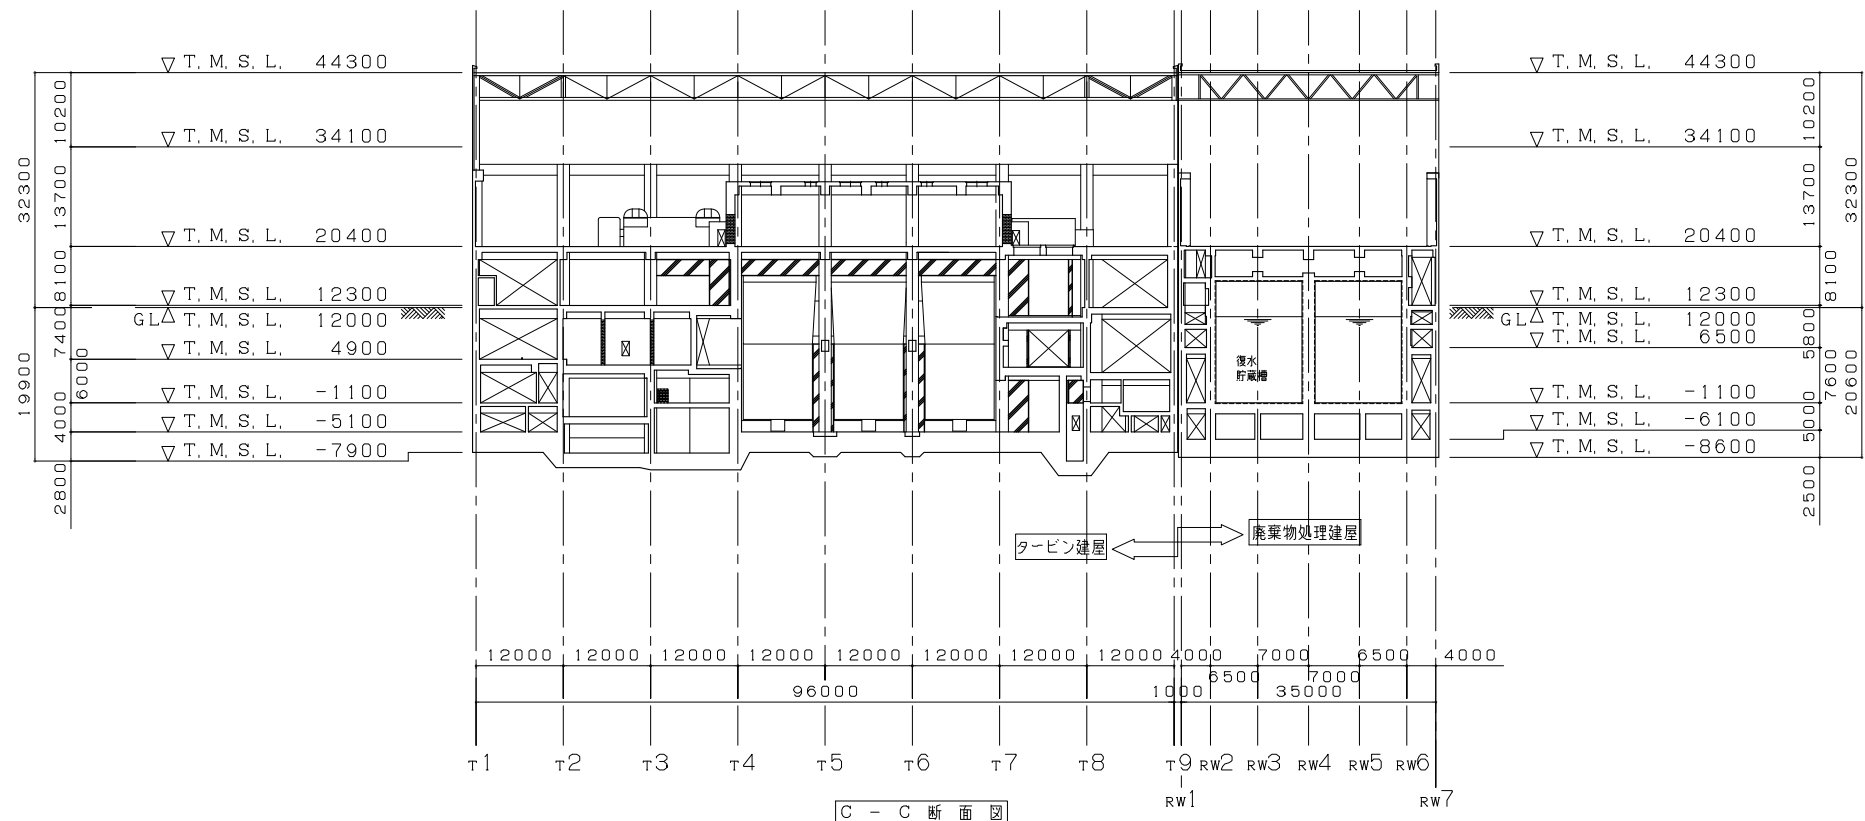 T.M.S.L. 44300
T.M.S.L. 34100
T.M.S.L. 20400
T.M.S.L. 12300
GL T.M.S.L. 12000
T.M.S.L. 4900
T.M.S.L. -1100
T.M.S.L. -5100
T.M.S.L. -7900
32300
19900
10200
13700
8100
7400
6000
4000
2800
復水
貯蔵槽
T.M.S.L. 44300
T.M.S.L. 34100
T.M.S.L. 20400
T.M.S.L. 12300
GL T.M.S.L. 12000
T.M.S.L. 6500
T.M.S.L. -1100
T.M.S.L. -6100
T.M.S.L. -8600
10200
13700
8100
5800
7600
5000
2500
32300
20600
タービン建屋
廃棄物処理建屋
12000 12000 12000 12000 12000 12000 12000 12000 4000 7000 6500 4000
6500 7000
96000 1000 35000
T1 T2 T3 T4 T5 T6 T7 T8 T9 RW2 RW3 RW4 RW5 RW6
RW1 RW7
C - C 断面図